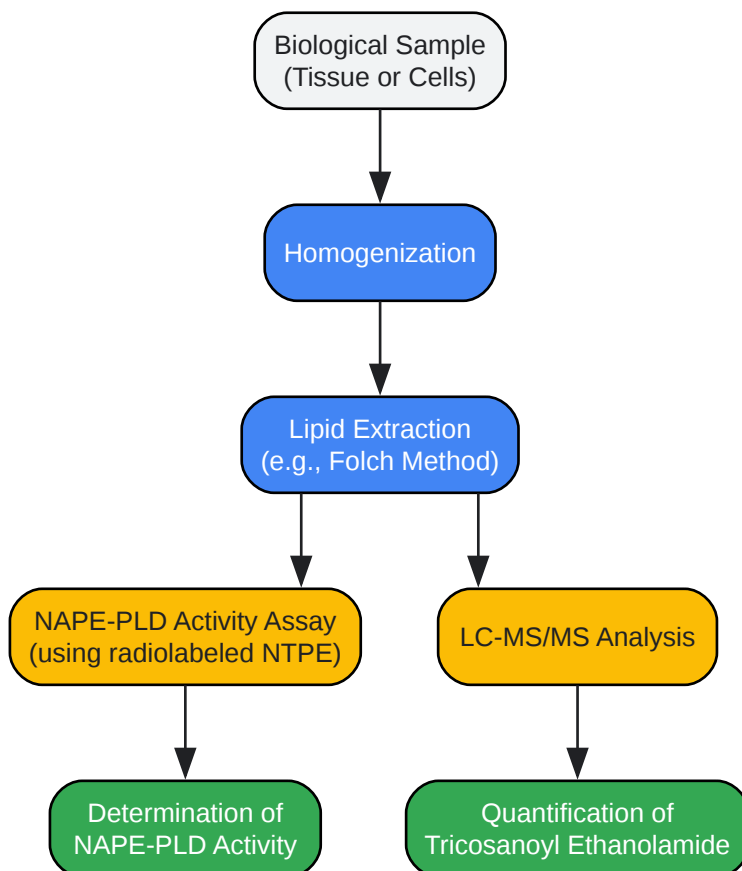 Biological Sample
(Tissue or Cells)
Homogenization
Lipid Extraction
(e.g., Folch Method)
NAPE-PLD Activity Assay
(using radiolabeled NTPE)
LC-MS/MS Analysis
Determination of
NAPE-PLD Activity
Quantification of
Tricosanoyl Ethanolamide